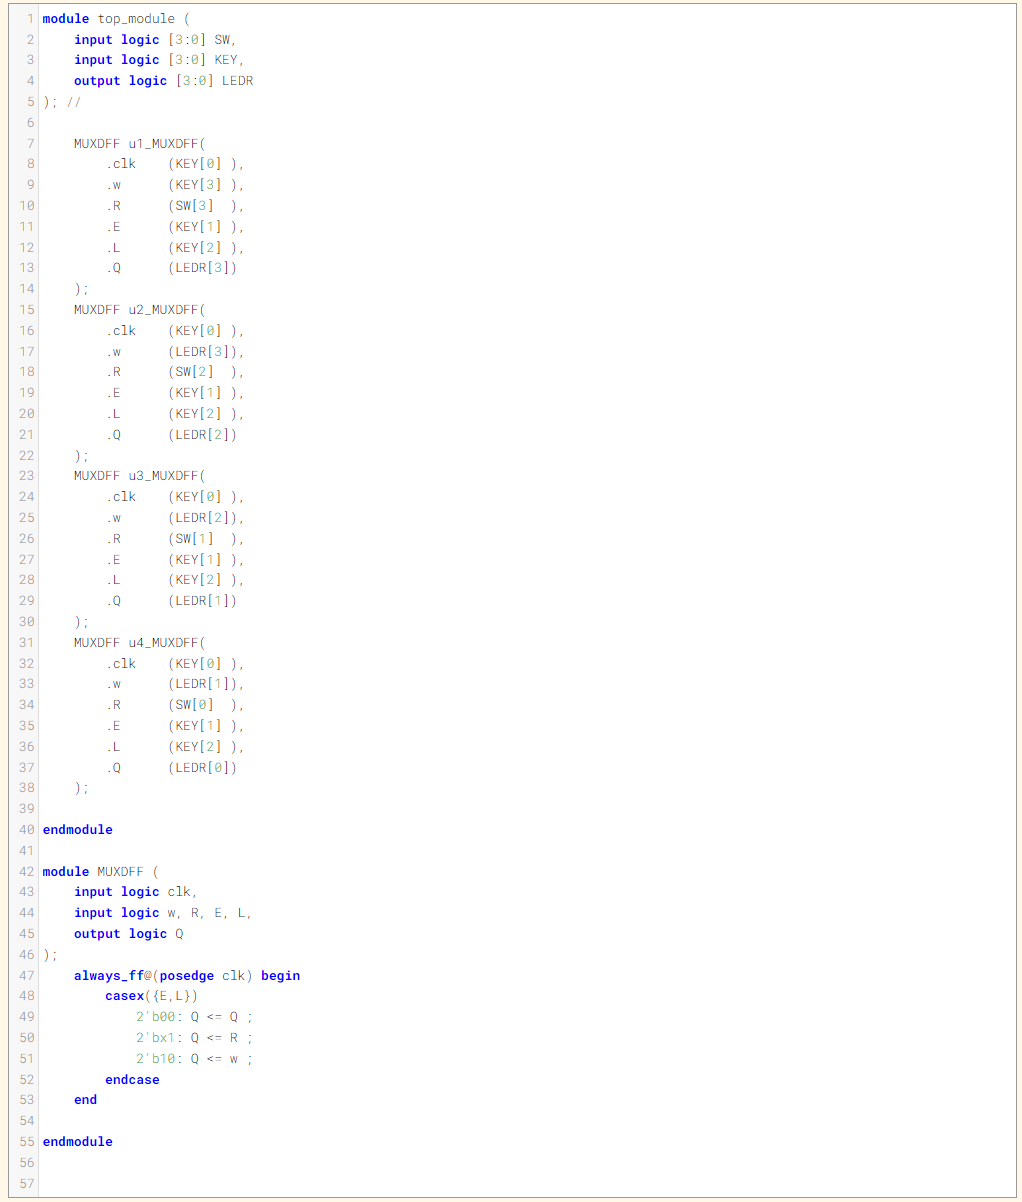 1 module top_module (
2     input logic [3:0] SW,
3     input logic [3:0] KEY,
4     output logic [3:0] LEDR
5 ); //
6
7     MUXDFF u1_MUXDFF(
8         .clk    (KEY[0] ),
9         .w      (KEY[3] ),
10         .R      (SW[3]  ),
11         .E      (KEY[1] ),
12         .L      (KEY[2] ),
13         .Q      (LEDR[3])
14     );
15     MUXDFF u2_MUXDFF(
16         .clk    (KEY[0] ),
17         .w      (LEDR[3]),
18         .R      (SW[2]  ),
19         .E      (KEY[1] ),
20         .L      (KEY[2] ),
21         .Q      (LEDR[2])
22     );
23     MUXDFF u3_MUXDFF(
24         .clk    (KEY[0] ),
25         .w      (LEDR[2]),
26         .R      (SW[1]  ),
27         .E      (KEY[1] ),
28         .L      (KEY[2] ),
29         .Q      (LEDR[1])
30     );
31     MUXDFF u4_MUXDFF(
32         .clk    (KEY[0] ),
33         .w      (LEDR[1]),
34         .R      (SW[0]  ),
35         .E      (KEY[1] ),
36         .L      (KEY[2] ),
37         .Q      (LEDR[0])
38     );
39
40 endmodule
41
42 module MUXDFF (
43     input logic clk,
44     input logic w, R, E, L,
45     output logic Q
46 );
47     always_ff@(posedge clk) begin
48         casex({E,L})
49             2'b00: Q <= Q ;
50             2'bx1: Q <= R ;
51             2'b10: Q <= w ;
52         endcase
53     end
54
55 endmodule
56
57